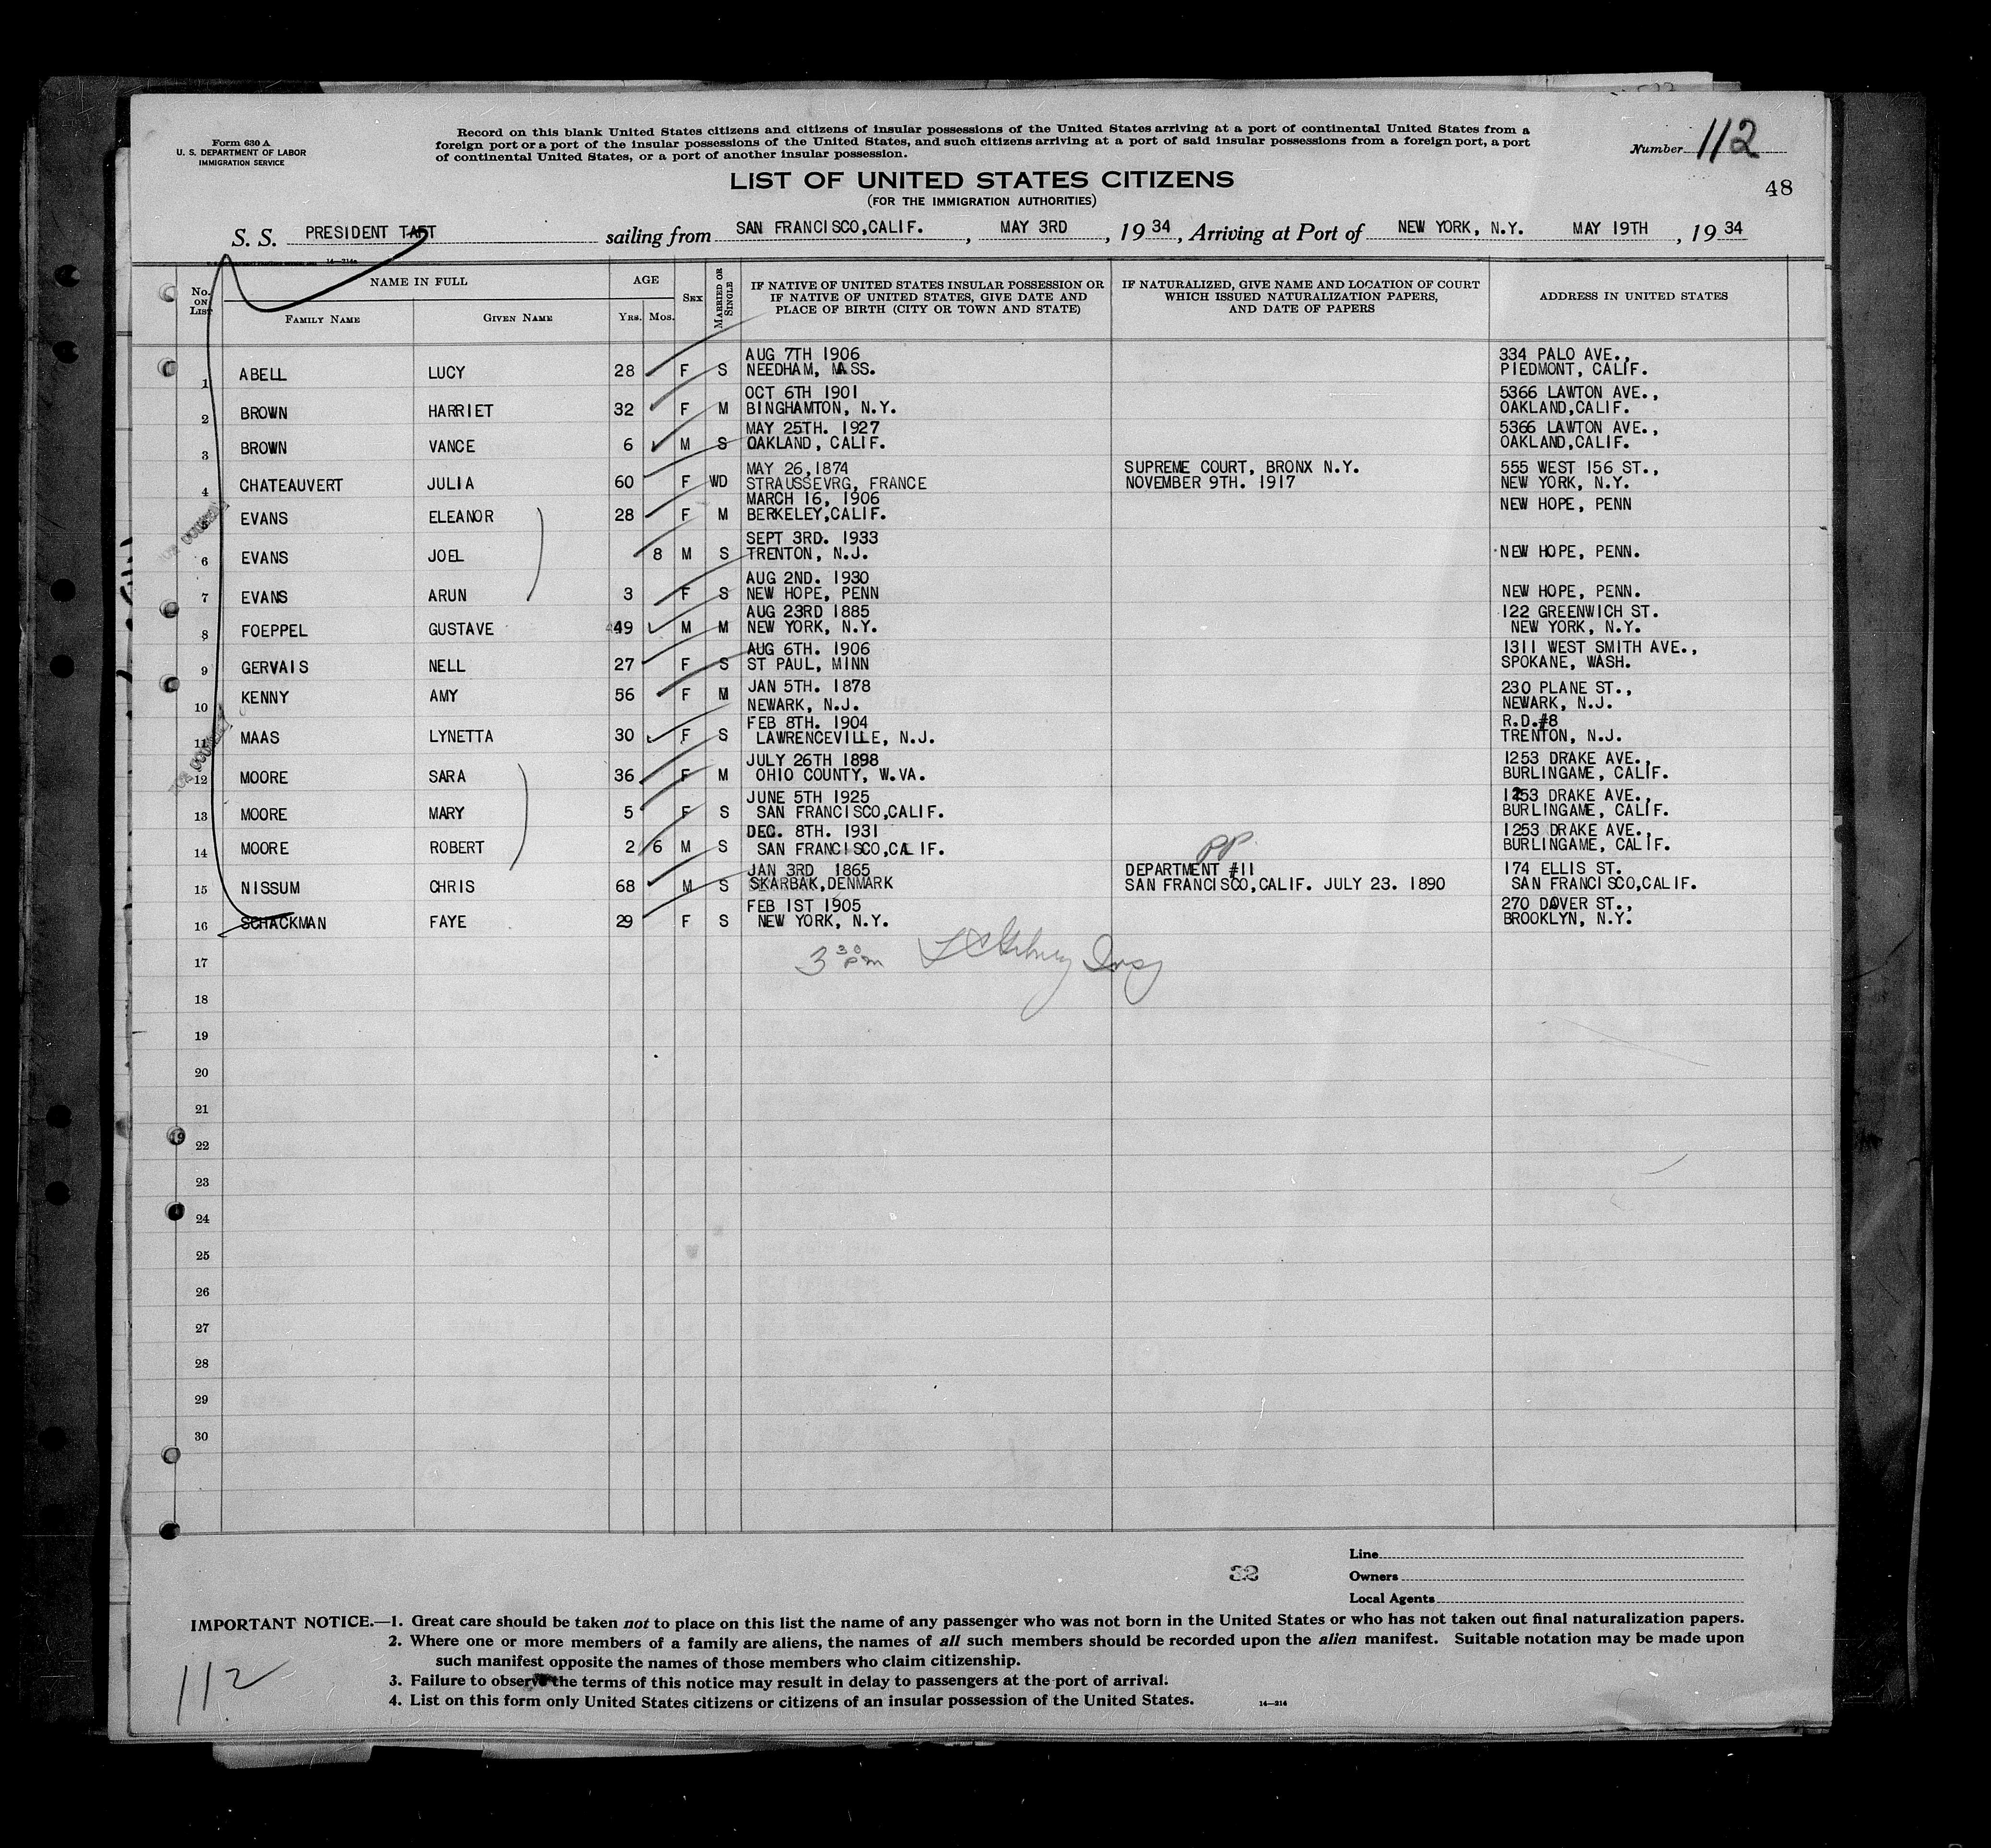 Form 630 A
U. S. DEPARTMENT OF LABOR
IMMIGRATION SERVICE
Record on this blank United States citizens and citizens of insular possessions of the United States arriving at a port of continental United States from a
foreign port or a port of the insular possessions of the United States, and such citizens arriving at a port of said insular possessions from a foreign port, a port
of continental United States, or a port of another insular possession.
Number 112
48
LIST OF UNITED STATES CITIZENS
(FOR THE IMMIGRATION AUTHORITIES)
S. S. PRESIDENT TAFT sailing from SAN FRANCISCO, CALIF. , MAY 3RD , 19 34 , Arriving at Port of NEW YORK, N.Y. MAY 19TH , 19 34
No. on List NAME IN FULL AGE Sex Married or Single IF NATIVE OF UNITED STATES INSULAR POSSESSION OR IF NATIVE OF UNITED STATES, GIVE DATE AND PLACE OF BIRTH (CITY OR TOWN AND STATE) IF NATURALIZED, GIVE NAME AND LOCATION OF COURT WHICH ISSUED NATURALIZATION PAPERS, AND DATE OF PAPERS ADDRESS IN UNITED STATES
Family Name Given Name Yrs. Mos.
AUG 7TH 1906 334 PALO AVE.,
1 ABELL LUCY 28 F S NEEDHAM, MASS. PIEDMONT, CALIF.
OCT 6TH 1901 5366 LAWTON AVE.,
2 BROWN HARRIET 32 F M BINGHAMTON, N.Y. OAKLAND,CALIF.
MAY 25TH. 1927 5366 LAWTON AVE.,
3 BROWN VANCE 6 M S OAKLAND, CALIF. OAKLAND,CALIF.
MAY 26,1874 SUPREME COURT, BRONX N.Y. 555 WEST 156 ST.,
4 CHATEAUVERT JULIA 60 F WD STRAUSSEVRG, FRANCE NOVEMBER 9TH. 1917 NEW YORK, N.Y.
MARCH 16, 1906 NEW HOPE, PENN
5 EVANS ELEANOR 28 F M BERKELEY,CALIF.
SEPT 3RD. 1933
6 EVANS JOEL 8 M S TRENTON, N.J. NEW HOPE, PENN.
AUG 2ND. 1930
7 EVANS ARUN 3 F S NEW HOPE, PENN NEW HOPE, PENN.
AUG 23RD 1885 122 GREENWICH ST.
8 FOEPPEL GUSTAVE 49 M M NEW YORK, N.Y. NEW YORK, N.Y.
AUG 6TH. 1906 1311 WEST SMITH AVE.,
9 GERVAIS NELL 27 F S ST PAUL, MINN SPOKANE, WASH.
JAN 5TH. 1878 230 PLANE ST.,
10 KENNY AMY 56 F M NEWARK, N.J. NEWARK, N.J.
FEB 8TH. 1904 R.D.#8
11 MAAS LYNETTA 30 F S LAWRENCEVILLE, N.J. TRENTON, N.J.
JULY 26TH 1898 1253 DRAKE AVE.,
12 MOORE SARA 36 F M OHIO COUNTY, W.VA. BURLINGAME, CALIF.
JUNE 5TH 1925 1253 DRAKE AVE.,
13 MOORE MARY 5 F S SAN FRANCISCO,CALIF. BURLINGAME, CALIF.
DEC. 8TH. 1931 1253 DRAKE AVE.,
14 MOORE ROBERT 2 6 M S SAN FRANCISCO,CALIF. BURLINGAME, CALIF.
PP
JAN 3RD 1865 DEPARTMENT #11 174 ELLIS ST.
15 NISSUM CHRIS 68 M S SKARBAK,DENMARK SAN FRANCISCO,CALIF. JULY 23. 1890 SAN FRANCISCO,CALIF.
FEB 1ST 1905 270 DOVER ST.,
16 SCHACKMAN FAYE 29 F S NEW YORK, N.Y. BROOKLYN, N.Y.
3 30 pm
17
18
19
20
21
22
23
24
25
26
27
28
29
30
Line
32
Owners
Local Agents
IMPORTANT NOTICE.—1. Great care should be taken not to place on this list the name of any passenger who was not born in the United States or who has not taken out final naturalization papers.
2. Where one or more members of a family are aliens, the names of all such members should be recorded upon the alien manifest. Suitable notation may be made upon
such manifest opposite the names of those members who claim citizenship.
3. Failure to observe the terms of this notice may result in delay to passengers at the port of arrival.
4. List on this form only United States citizens or citizens of an insular possession of the United States.
14—214
112